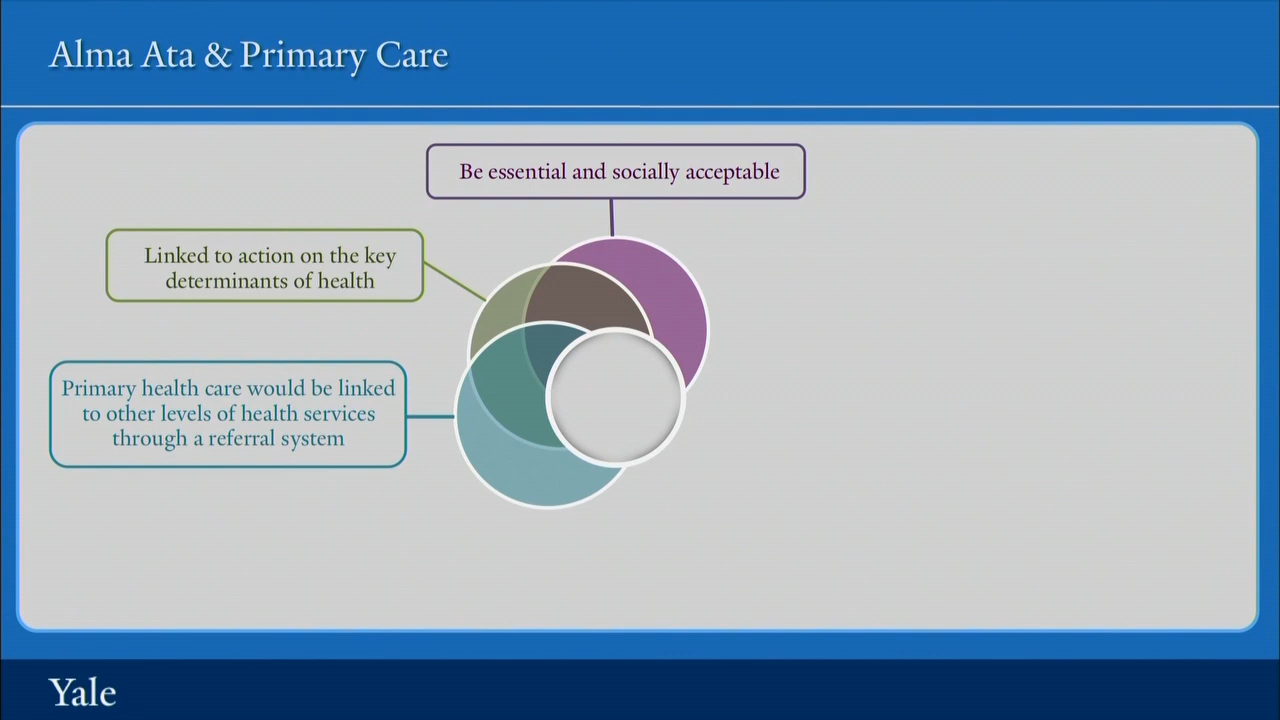 Alma Ata & Primary Care
Be essential and socially acceptable
Linked to action on the key
determinants of health
Primary health care would be linked
to other levels of health services
through a referral system
Yale